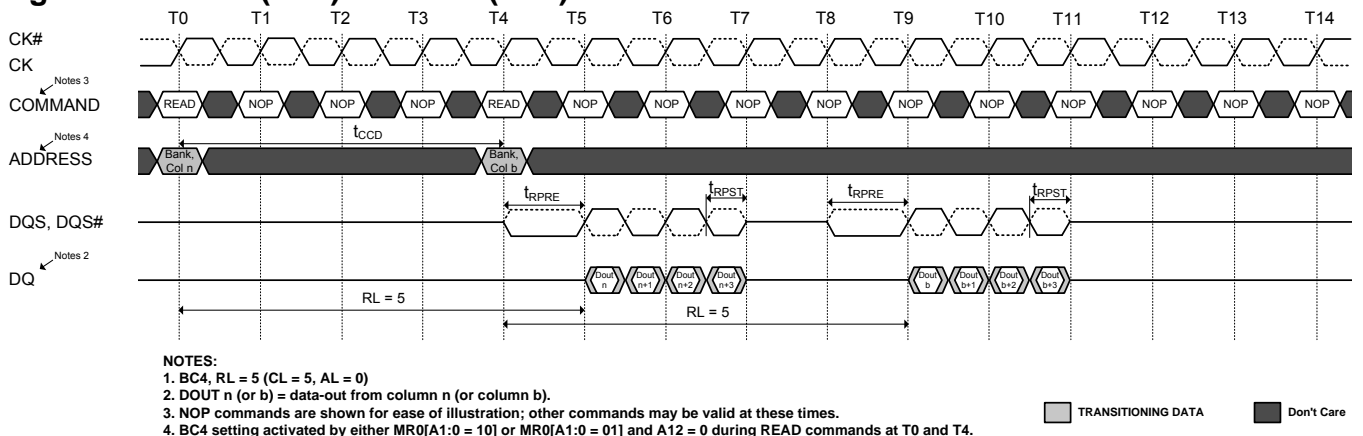 T0 T1 T2 T3 T4 T5 T6 T7 T8 T9 T10 T11 T12 T13 T14
CK#
CK
Notes 3
COMMAND READ NOP NOP NOP READ NOP NOP NOP NOP NOP NOP NOP NOP NOP NOP
tCCD
Notes 4
ADDRESS
Bank, Col n
Bank, Col b
tRPRE tRPST tRPRE tRPST
DQS, DQS#
Notes 2
DQ
Dout n
Dout n+1
Dout n+2
Dout n+3
Dout b
Dout b+1
Dout b+2
Dout b+3
RL = 5
RL = 5
NOTES:
1. BC4, RL = 5 (CL = 5, AL = 0)
2. DOUT n (or b) = data-out from column n (or column b).
3. NOP commands are shown for ease of illustration; other commands may be valid at these times.
4. BC4 setting activated by either MR0[A1:0 = 10] or MR0[A1:0 = 01] and A12 = 0 during READ commands at T0 and T4.
TRANSITIONING DATA
Don't Care